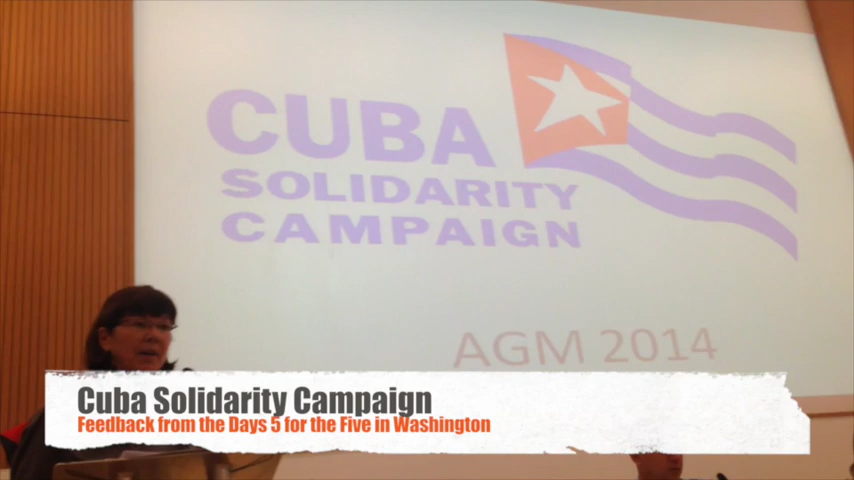 CUBA
SOLIDARITY
CAMPAIGN
AGM 2014
Cuba Solidarity Campaign
Feedback from the Days 5 for the Five in Washington